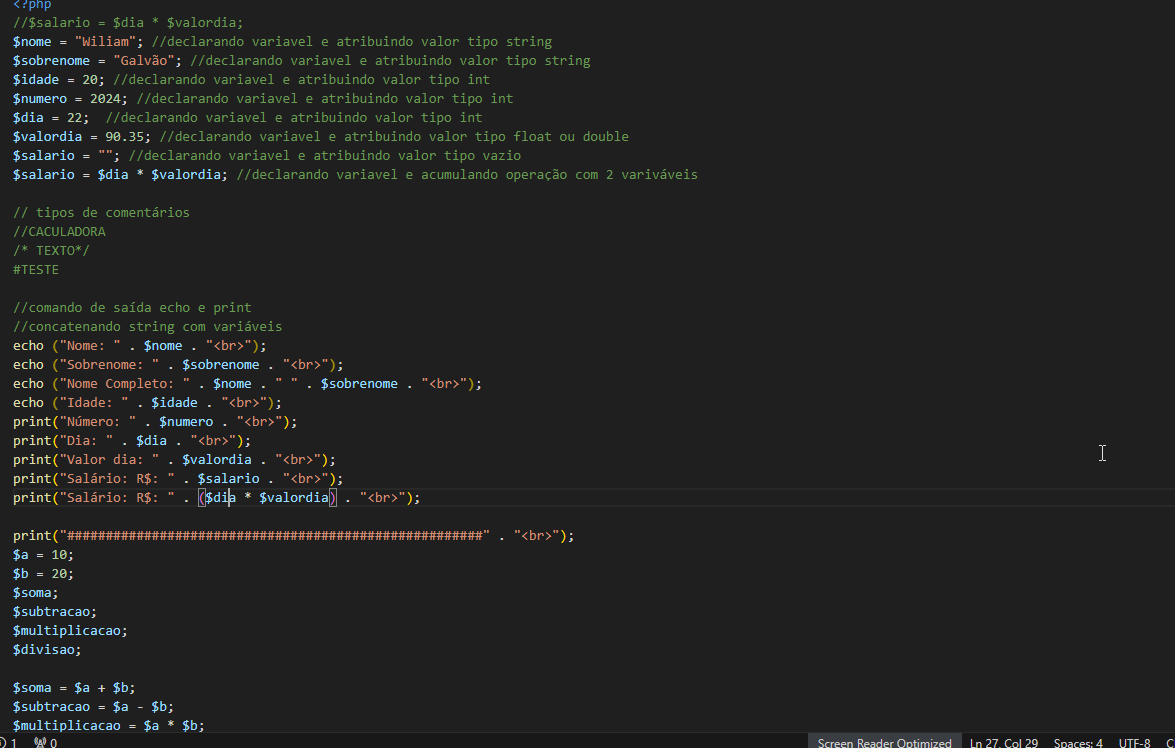 <?php
//$salario = $dia * $valordia;
$nome = "Wiliam"; //declarando variavel e atribuindo valor tipo string
$sobrenome = "Galvão"; //declarando variavel e atribuindo valor tipo string
$idade = 20; //declarando variavel e atribuindo valor tipo int
$numero = 2024; //declarando variavel e atribuindo valor tipo int
$dia = 22;  //declarando variavel e atribuindo valor tipo int
$valordia = 90.35; //declarando variavel e atribuindo valor tipo float ou double
$salario = ""; //declarando variavel e atribuindo valor tipo vazio
$salario = $dia * $valordia; //declarando variavel e acumulando operação com 2 variváveis
// tipos de comentários
//CACULADORA
/* TEXTO*/
#TESTE
//comando de saída echo e print
//concatenando string com variáveis
echo ("Nome: " . $nome . "<br>");
echo ("Sobrenome: " . $sobrenome . "<br>");
echo ("Nome Completo: " . $nome . " " . $sobrenome . "<br>");
echo ("Idade: " . $idade . "<br>");
print("Número: " . $numero . "<br>");
print("Dia: " . $dia . "<br>");
print("Valor dia: " . $valordia . "<br>");
print("Salário: R$: " . $salario . "<br>");
print("Salário: R$: " . ($dia * $valordia) . "<br>");
print("######################################################" . "<br>");
$a = 10;
$b = 20;
$soma;
$subtracao;
$multiplicacao;
$divisao;
$soma = $a + $b;
$subtracao = $a - $b;
$multiplicacao = $a * $b;
1 0 Screen Reader Optimized Ln 27, Col 29 Spaces: 4 UTF-8